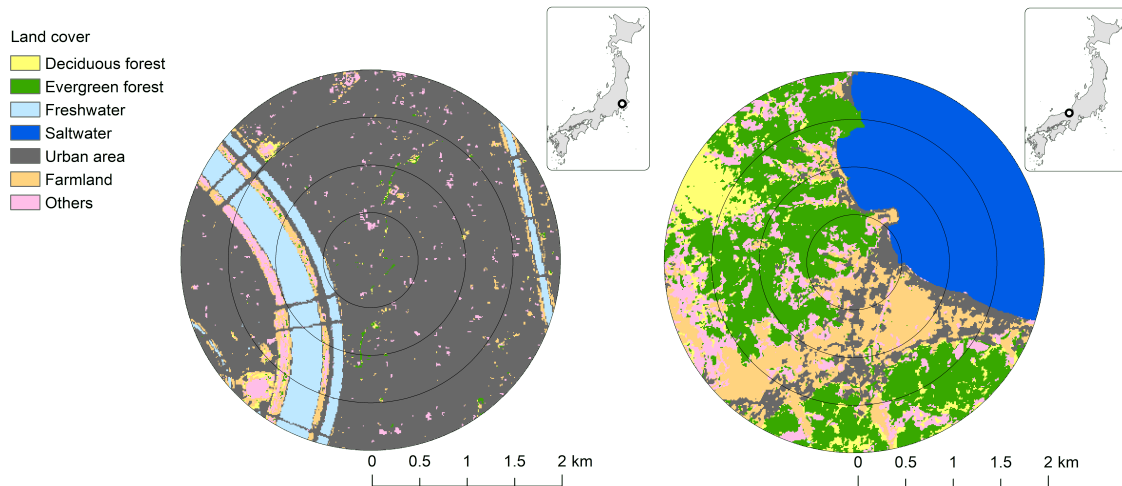 Land cover
Deciduous forest
Evergreen forest
Freshwater
Saltwater
Urban area
Farmland
Others
0 0.5 1 1.5 2 km
0 0.5 1 1.5 2 km